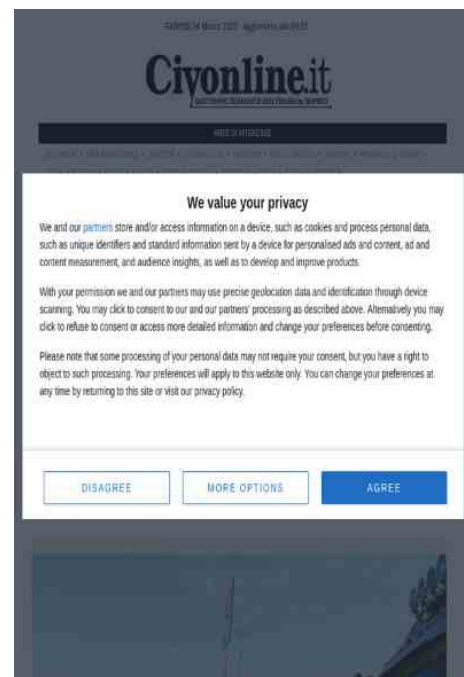 Civonline.it
We value your privacy
We and our partners store and/or access information on a device, such as cookies and process personal data,
such as unique identifiers and standard information sent by a device for personalised ads and content, ad and
content measurement, and audience insights, as well as to develop and improve products.
With your permission we and our partners may use precise geolocation data and identification through device
scanning. You may click to consent to our and our partners' processing as described above. Alternatively you may
click to refuse to consent or access more detailed information and change your preferences before consenting.
Please note that some processing of your personal data may not require your consent, but you have a right to
object to such processing. Your preferences will apply to this website only. You can change your preferences at
any time by returning to this site or visit our privacy policy.
DISAGREE
MORE OPTIONS
AGREE